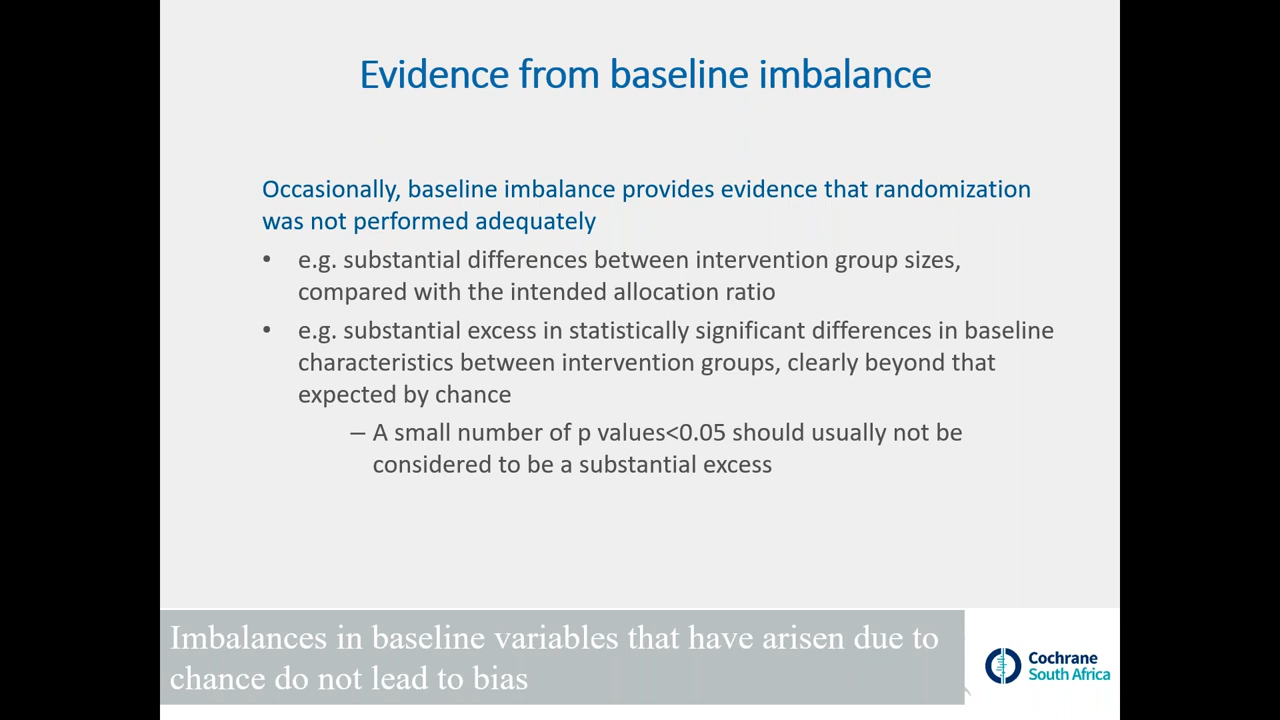 Evidence from baseline imbalance
Occasionally, baseline imbalance provides evidence that randomization
was not performed adequately
• e.g. substantial differences between intervention group sizes,
compared with the intended allocation ratio
• e.g. substantial excess in statistically significant differences in baseline
characteristics between intervention groups, clearly beyond that
expected by chance
– A small number of p values<0.05 should usually not be
considered to be a substantial excess
Imbalances in baseline variables that have arisen due to
chance do not lead to bias
Cochrane
South Africa